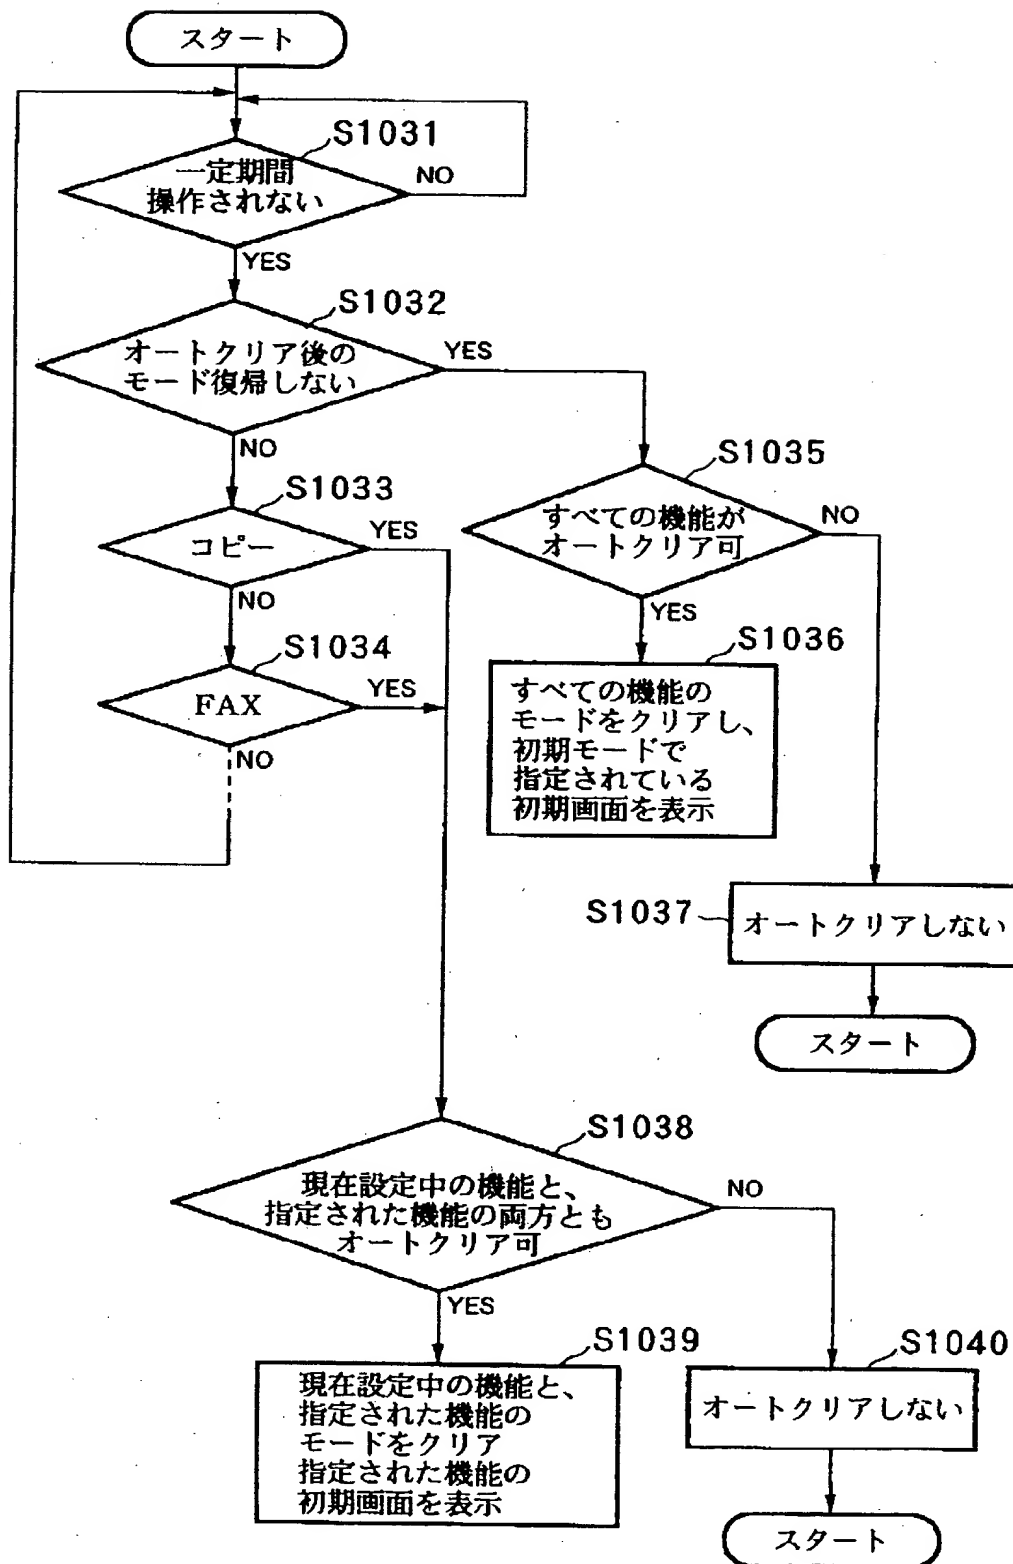 スタート
S1031
一定期間
操作されない
NO
YES
S1032
オートクリア後の
モード復帰しない
YES
NO
S1033
コピー
YES
NO
S1034
FAX
YES
NO
S1035
すべての機能が
オートクリア可
NO
YES
S1036
すべての機能の
モードをクリアし、
初期モードで
指定されている
初期画面を表示
S1037
オートクリアしない
スタート
S1038
現在設定中の機能と、
指定された機能の両方とも
オートクリア可
NO
YES
S1039
現在設定中の機能と、
指定された機能の
モードをクリア
指定された機能の
初期画面を表示
S1040
オートクリアしない
スタート